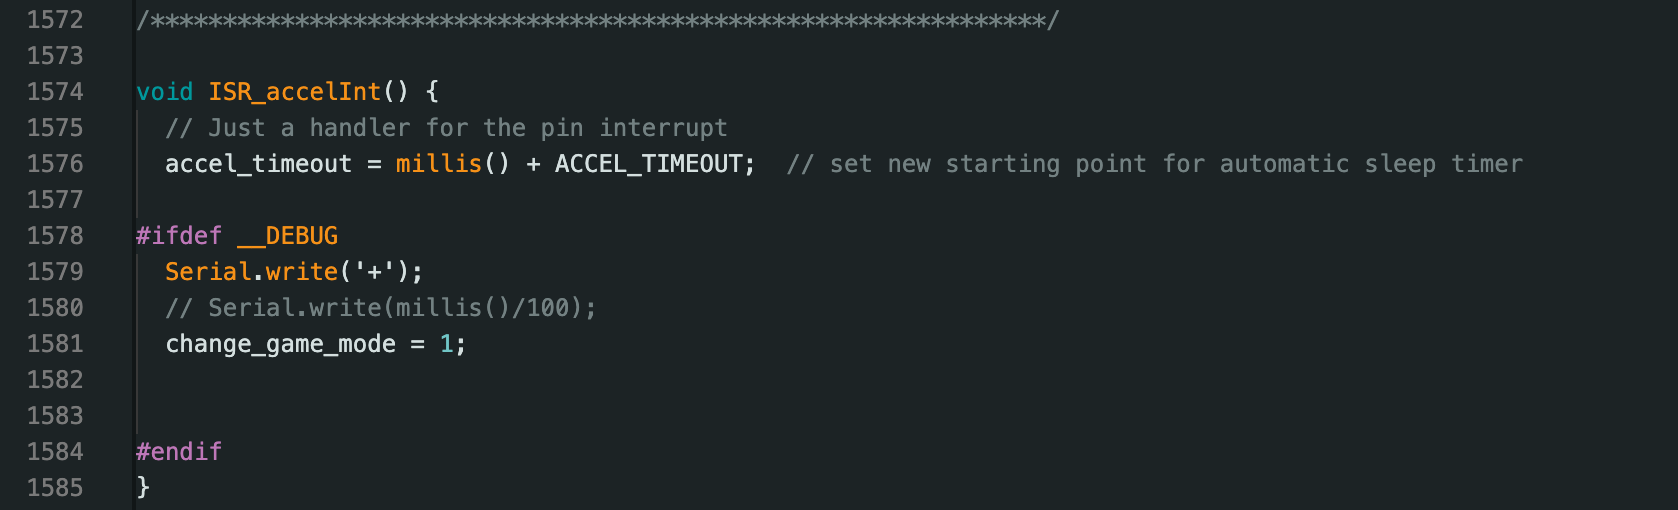 1572 /**************************************************************/
1573
1574 void ISR_accelInt() {
1575 // Just a handler for the pin interrupt
1576 accel_timeout = millis() + ACCEL_TIMEOUT;  // set new starting point for automatic sleep timer
1577
1578 #ifdef __DEBUG
1579 Serial.write('+');
1580 // Serial.write(millis()/100);
1581 change_game_mode = 1;
1582
1583
1584 #endif
1585 }